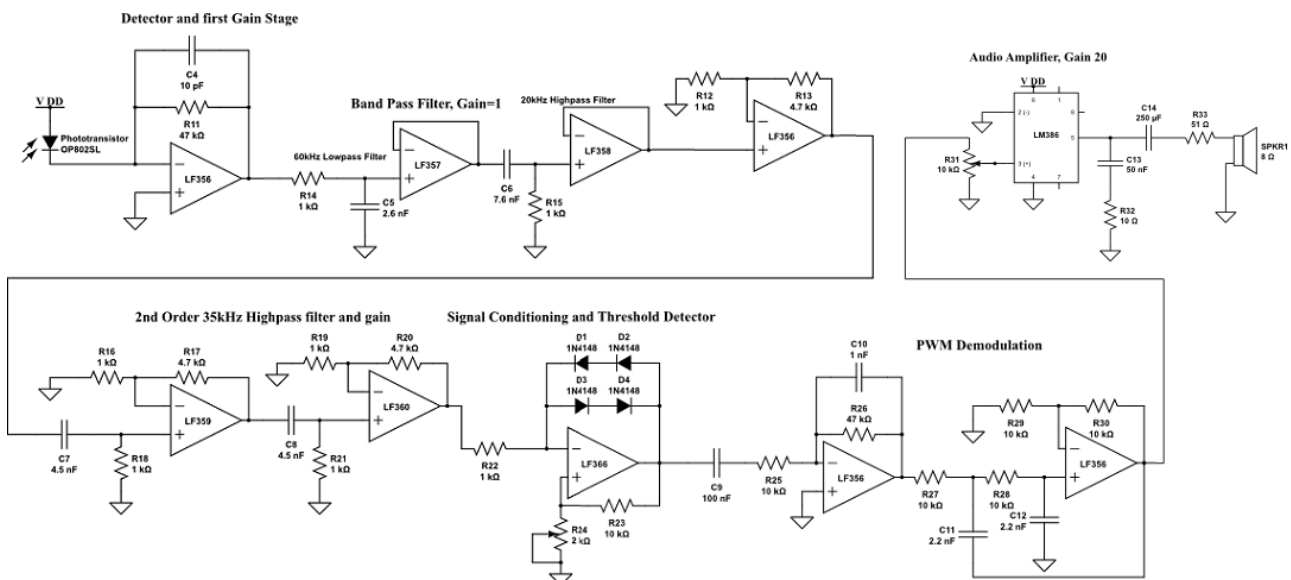 Detector and first Gain Stage
C4
10 pF
V DD
R11
47 kΩ
Phototransistor
OP802SL
LF356
Band Pass Filter, Gain=1
60kHz Lowpass Filter
R14
1 kΩ
C5
2.6 nF
LF357
20kHz Highpass Filter
C6
7.6 nF
R15
1 kΩ
LF358
R12
1 kΩ
R13
4.7 kΩ
LF356
Audio Amplifier, Gain 20
V DD
6
1
2 (-)
8
LM386
5
3 (+)
4
7
R31
10 kΩ
C14
250 µF
R33
51 Ω
C13
50 nF
R32
10 Ω
SPKR1
8 Ω
2nd Order 35kHz Highpass filter and gain
R16
1 kΩ
R17
4.7 kΩ
LF359
C7
4.5 nF
R18
1 kΩ
R19
1 kΩ
R20
4.7 kΩ
LF360
C8
4.5 nF
R21
1 kΩ
Signal Conditioning and Threshold Detector
D1
1N4148
D2
1N4148
D3
1N4148
D4
1N4148
R22
1 kΩ
LF366
R24
2 kΩ
R23
10 kΩ
C9
100 nF
R25
10 kΩ
PWM Demodulation
C10
1 nF
R26
47 kΩ
LF356
R27
10 kΩ
R28
10 kΩ
C11
2.2 nF
C12
2.2 nF
R29
10 kΩ
R30
10 kΩ
LF356